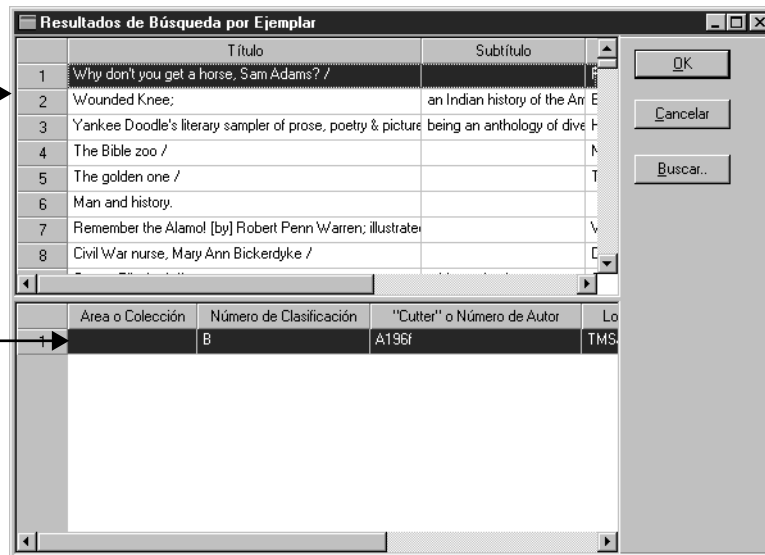 Resultados de Búsqueda por Ejemplar
Título Subtítulo
1 Why don't you get a horse, Sam Adams? /
2 Wounded Knee; an Indian history of the Am E
3 Yankee Doodle's literary sampler of prose, poetry & picture being an anthology of dive H
4 The Bible zoo /
5 The golden one / T
6 Man and history.
7 Remember the Alamo! [by] Robert Penn Warren; illustrate
8 Civil War nurse, Mary Ann Bickerdyke /
OK
Cancelar
Buscar..
Area o Colección Número de Clasificación "Cutter" o Número de Autor Lo
1 B A196f TMS